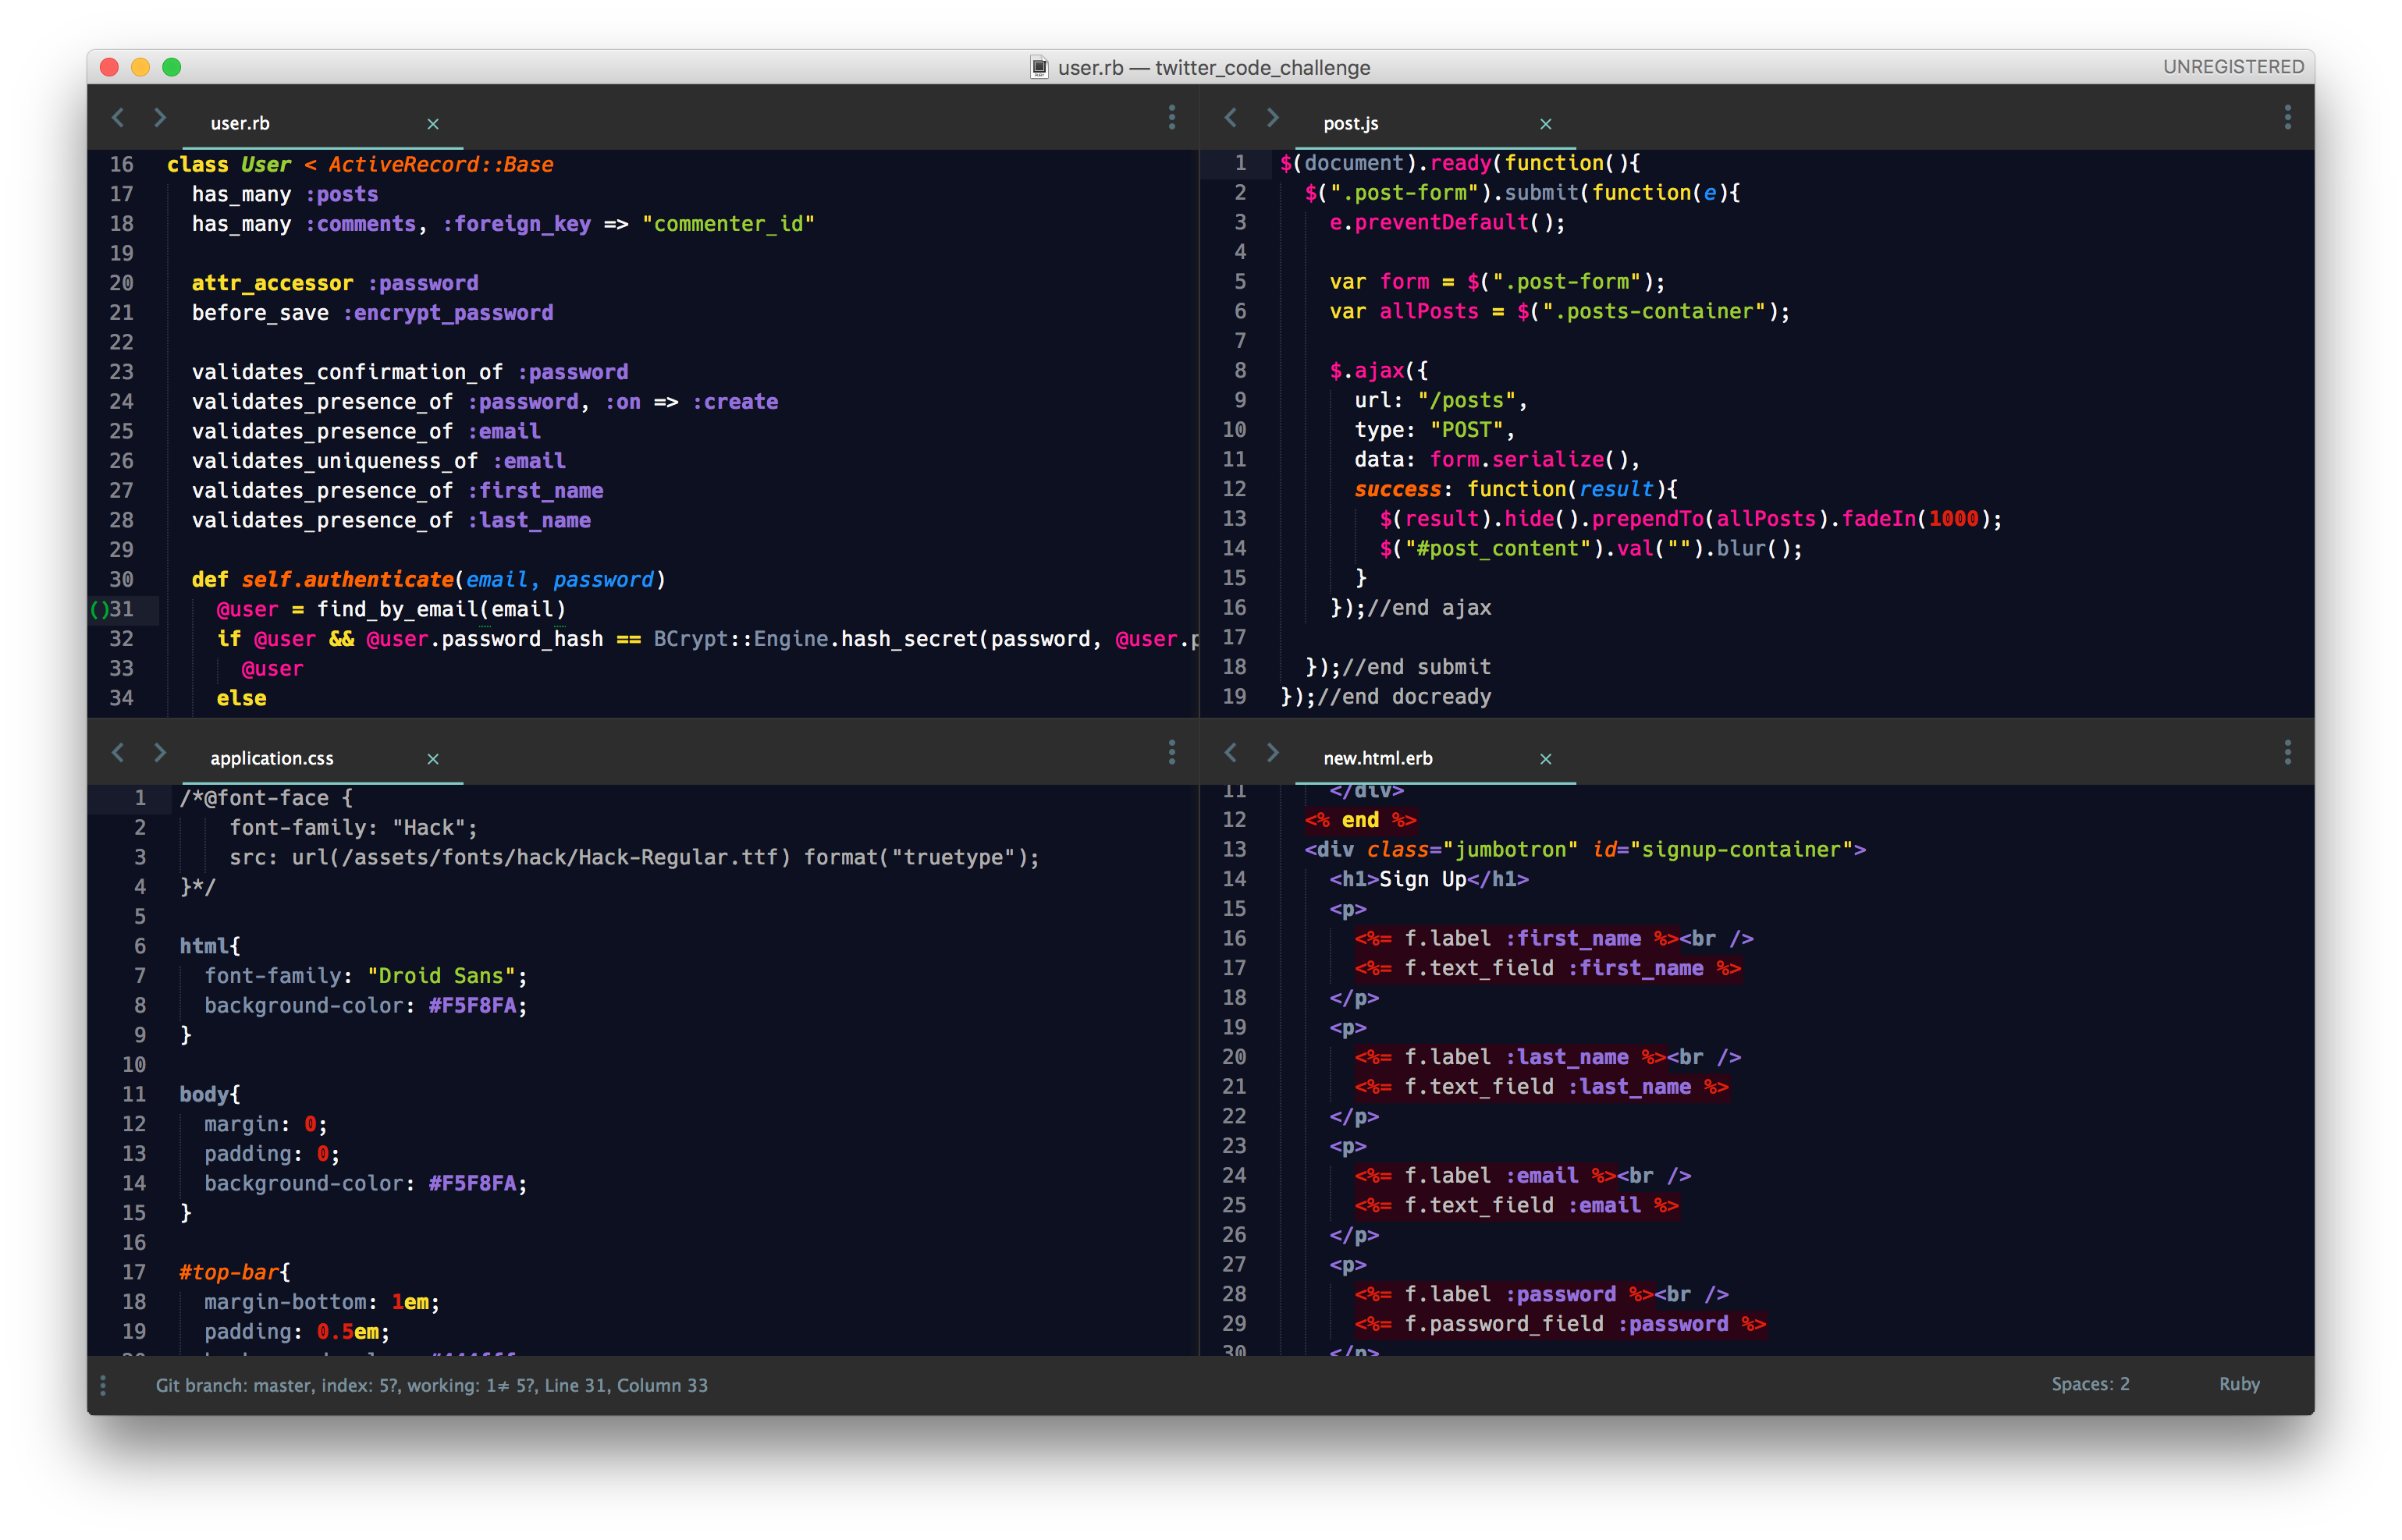 user.rb — twitter_code_challenge
UNREGISTERED
user.rb ×
16 class User < ActiveRecord::Base
17   has_many :posts
18   has_many :comments, :foreign_key => "commenter_id"
19
20   attr_accessor :password
21   before_save :encrypt_password
22
23   validates_confirmation_of :password
24   validates_presence_of :password, :on => :create
25   validates_presence_of :email
26   validates_uniqueness_of :email
27   validates_presence_of :first_name
28   validates_presence_of :last_name
29
30   def self.authenticate(email, password)
()31     @user = find_by_email(email)
32     if @user && @user.password_hash == BCrypt::Engine.hash_secret(password, @user.p
33       @user
34     else
post.js ×
1 $(document).ready(function(){
2   $(".post-form").submit(function(e){
3     e.preventDefault();
4
5     var form = $(".post-form");
6     var allPosts = $(".posts-container");
7
8     $.ajax({
9       url: "/posts",
10       type: "POST",
11       data: form.serialize(),
12       success: function(result){
13         $(result).hide().prependTo(allPosts).fadeIn(1000);
14         $("#post_content").val("").blur();
15       }
16     });//end ajax
17
18   });//end submit
19 });//end docready
application.css ×
1 /*@font-face {
2     font-family: "Hack";
3     src: url(/assets/fonts/hack/Hack-Regular.ttf) format("truetype");
4 }*/
5
6 html{
7   font-family: "Droid Sans";
8   background-color: #F5F8FA;
9 }
10
11 body{
12   margin: 0;
13   padding: 0;
14   background-color: #F5F8FA;
15 }
16
17 #top-bar{
18   margin-bottom: 1em;
19   padding: 0.5em;
new.html.erb ×
11     </div>
12   <% end %>
13   <div class="jumbotron" id="signup-container">
14     <h1>Sign Up</h1>
15     <p>
16       <%= f.label :first_name %><br />
17       <%= f.text_field :first_name %>
18     </p>
19     <p>
20       <%= f.label :last_name %><br />
21       <%= f.text_field :last_name %>
22     </p>
23     <p>
24       <%= f.label :email %><br />
25       <%= f.text_field :email %>
26     </p>
27     <p>
28       <%= f.label :password %><br />
29       <%= f.password_field :password %>
30     </p>
Git branch: master, index: 5?, working: 1≠ 5?, Line 31, Column 33
Spaces: 2
Ruby